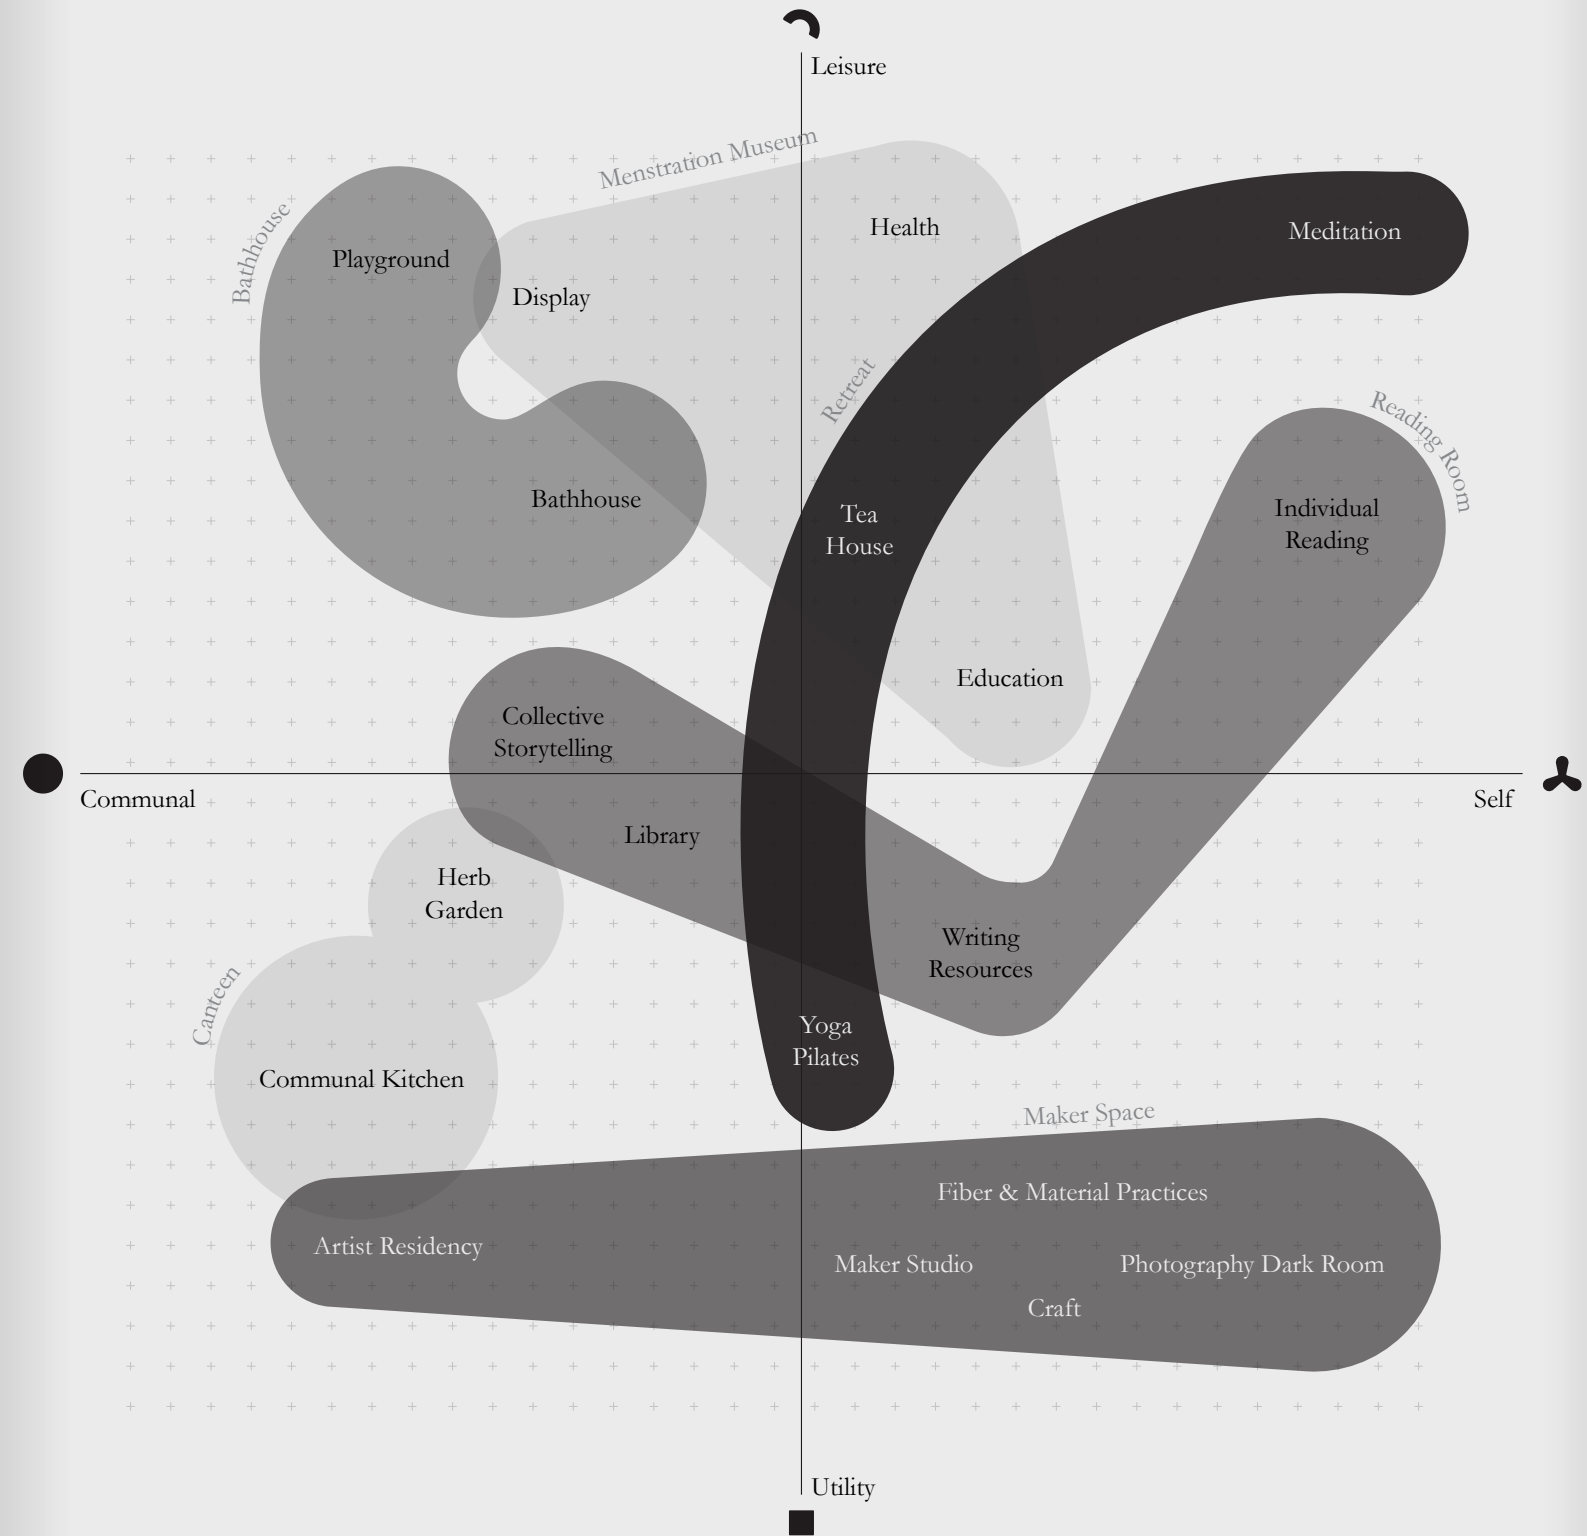 Leisure
Menstration Museum
Bathhouse
Playground
Health
Meditation
Display
Retreat
Reading Room
Bathhouse
Tea
House
Individual
Reading
Education
Collective
Storytelling
Communal
Self
Library
Herb
Garden
Writing
Resources
Canteen
Yoga
Pilates
Communal Kitchen
Maker Space
Fiber & Material Practices
Artist Residency
Maker Studio
Photography Dark Room
Craft
Utility